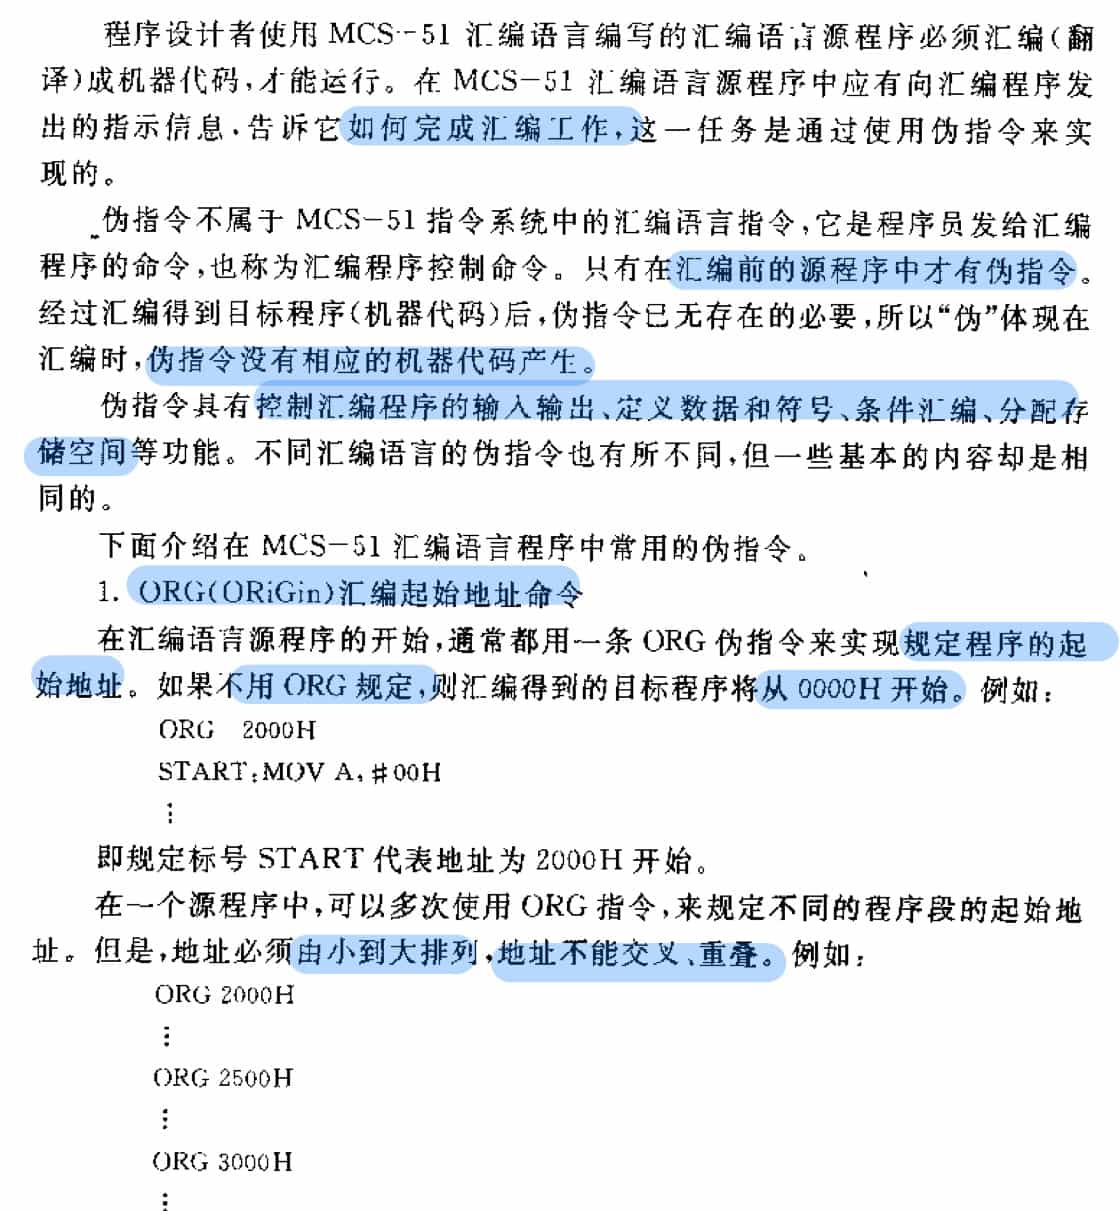 程序设计者使用 MCS-51 汇编语言编写的汇编语言源程序必须汇编(翻
译)成机器代码,才能运行。在 MCS-51 汇编语言源程序中应有向汇编程序发
出的指示信息,告诉它如何完成汇编工作,这一任务是通过使用伪指令来实
现的。
伪指令不属于 MCS-51 指令系统中的汇编语言指令,它是程序员发给汇编
程序的命令,也称为汇编程序控制命令。只有在汇编前的源程序中才有伪指令。
经过汇编得到目标程序(机器代码)后,伪指令已无存在的必要,所以“伪”体现在
汇编时,伪指令没有相应的机器代码产生。
伪指令具有控制汇编程序的输入输出、定义数据和符号、条件汇编、分配存
储空间等功能。不同汇编语言的伪指令也有所不同,但一些基本的内容却是相
同的。
下面介绍在 MCS-51 汇编语言程序中常用的伪指令。
1. ORG(ORiGin)汇编起始地址命令
在汇编语言源程序的开始,通常都用一条 ORG 伪指令来实现规定程序的起
始地址。如果不用 ORG 规定,则汇编得到的目标程序将从 0000H 开始。例如:
ORG 2000H
START:MOV A,#00H
⋮
即规定标号 START 代表地址为 2000H 开始。
在一个源程序中,可以多次使用 ORG 指令,来规定不同的程序段的起始地
址。但是,地址必须由小到大排列,地址不能交叉、重叠。例如:
ORG 2000H
⋮
ORG 2500H
⋮
ORG 3000H
⋮